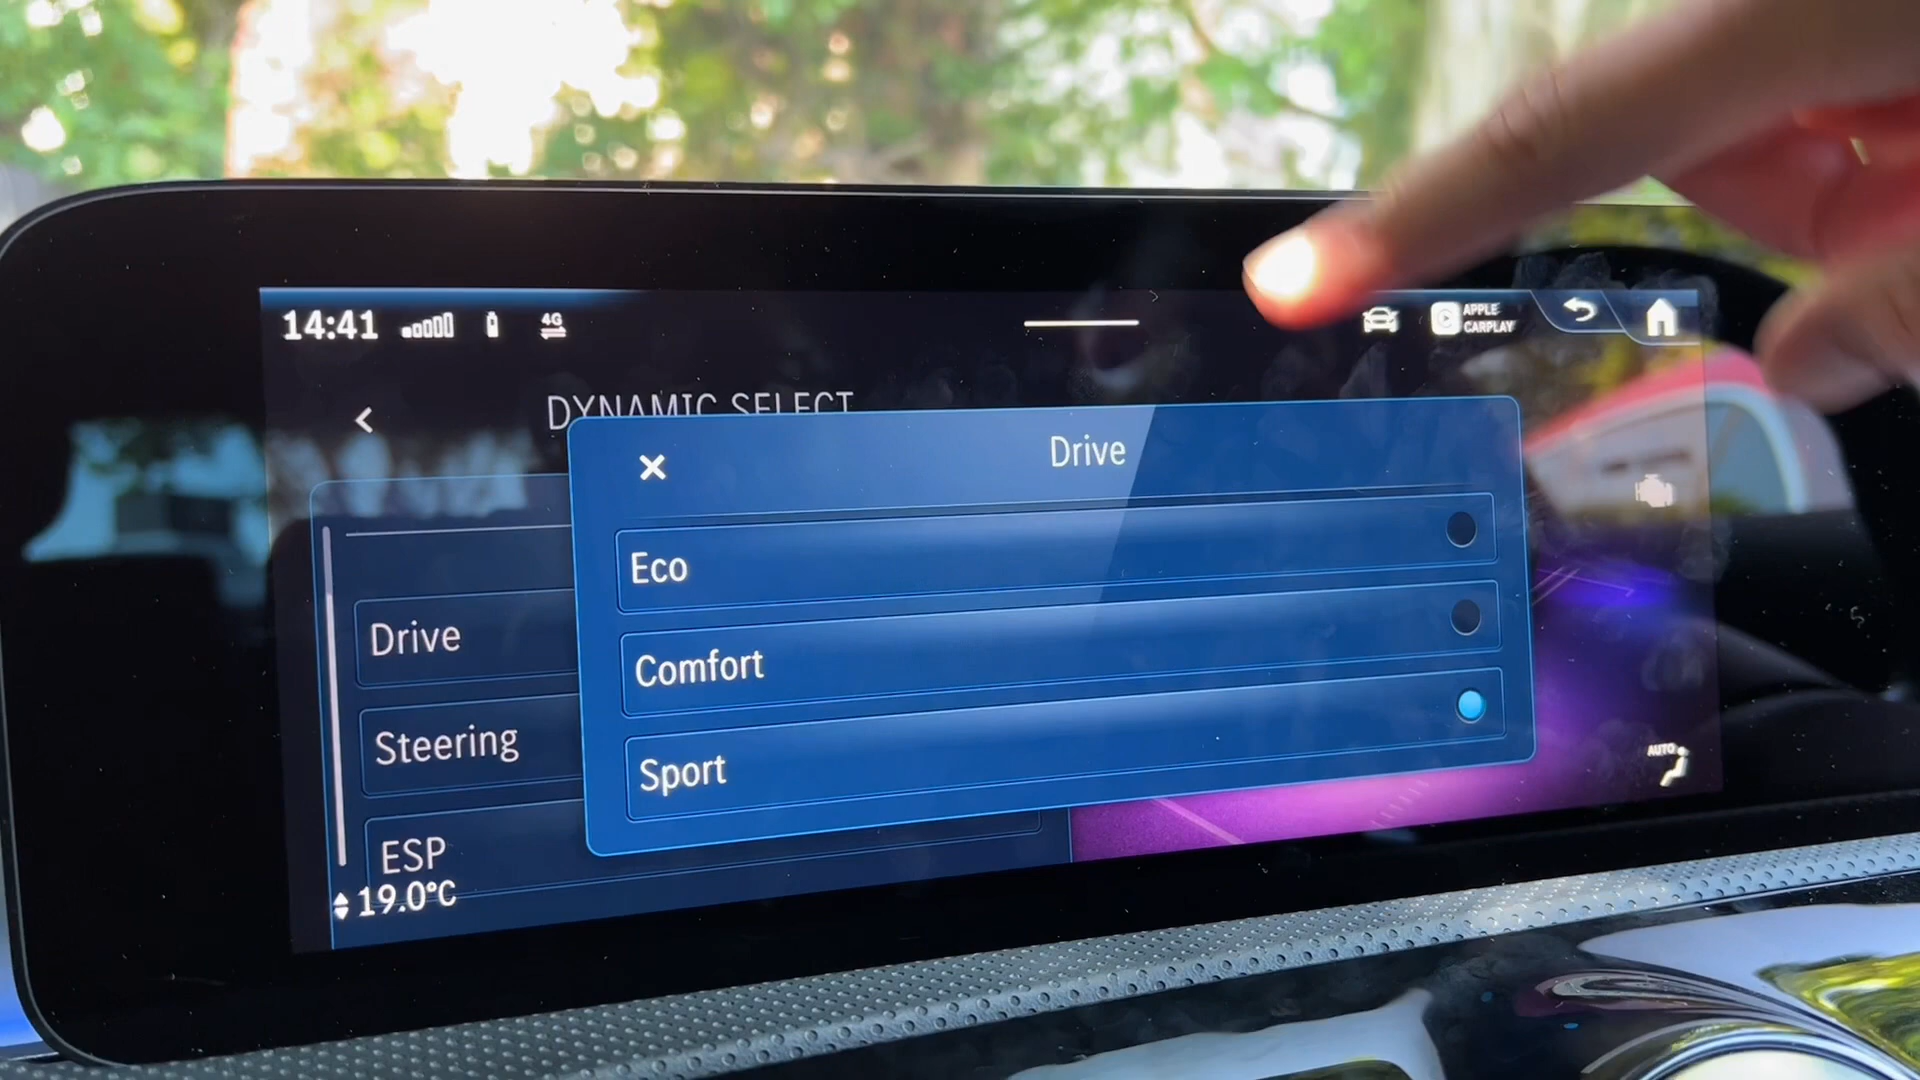 14:41
4G
APPLE
CARPLAY
DYNAMIC SELECT
Drive
Eco
Comfort
Sport
Drive
Steering
ESP
19.0°C
AUTO